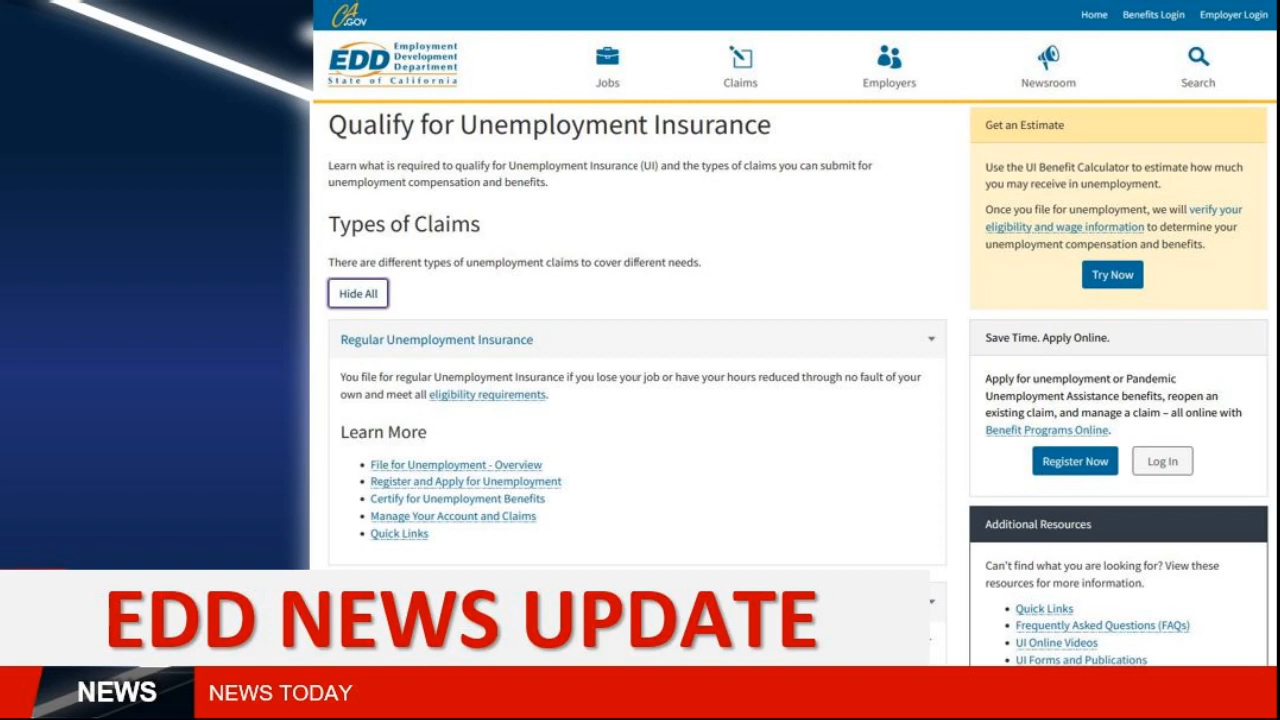 CA.GOV
Home Benefits Login Employer Login
EDD Employment
Development
Department
State of California
Jobs Claims Employers Newsroom Search
Qualify for Unemployment Insurance
Learn what is required to qualify for Unemployment Insurance (UI) and the types of claims you can submit for
unemployment compensation and benefits.
Types of Claims
There are different types of unemployment claims to cover different needs.
Hide All
Regular Unemployment Insurance
You file for regular Unemployment Insurance if you lose your job or have your hours reduced through no fault of your
own and meet all eligibility requirements.
Learn More
• File for Unemployment - Overview
• Register and Apply for Unemployment
• Certify for Unemployment Benefits
• Manage Your Account and Claims
• Quick Links
Get an Estimate
Use the UI Benefit Calculator to estimate how much
you may receive in unemployment.
Once you file for unemployment, we will verify your
eligibility and wage information to determine your
unemployment compensation and benefits.
Try Now
Save Time. Apply Online.
Apply for unemployment or Pandemic
Unemployment Assistance benefits, reopen an
existing claim, and manage a claim – all online with
Benefit Programs Online.
Register Now Log In
Additional Resources
Can't find what you are looking for? View these
resources for more information.
• Quick Links
• Frequently Asked Questions (FAQs)
• UI Online Videos
• UI Forms and Publications
EDD NEWS UPDATE
NEWS NEWS TODAY